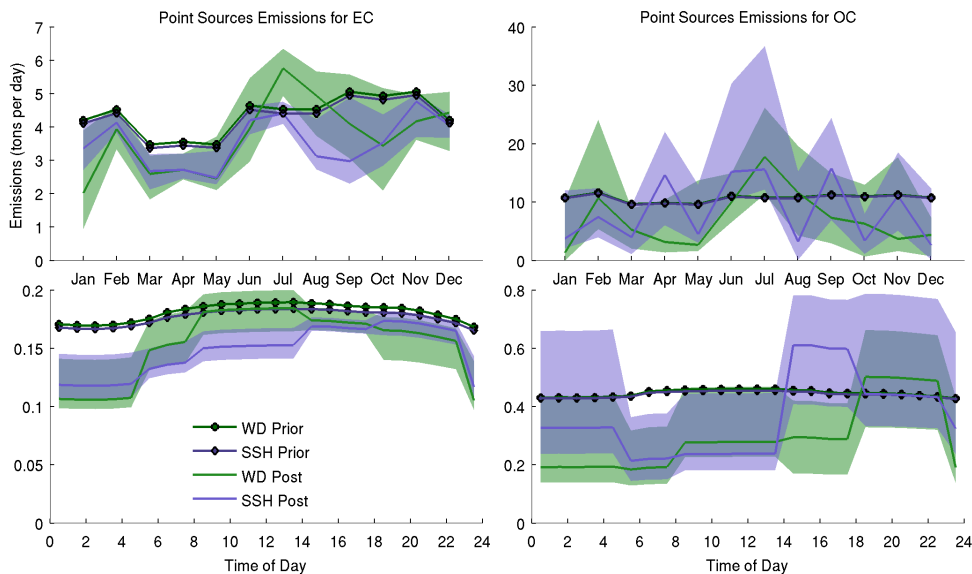 Point Sources Emissions for EC
Point Sources Emissions for OC
Emissions (tons per day)
7
6
5
4
3
2
1
0
Jan Feb Mar Apr May Jun Jul Aug Sep Oct Nov Dec
40
30
20
10
0
Jan Feb Mar Apr May Jun Jul Aug Sep Oct Nov Dec
0.2
0.15
0.1
0.05
0
WD Prior
SSH Prior
WD Post
SSH Post
0 2 4 6 8 10 12 14 16 18 20 22 24
Time of Day
0.8
0.6
0.4
0.2
0
0 2 4 6 8 10 12 14 16 18 20 22 24
Time of Day